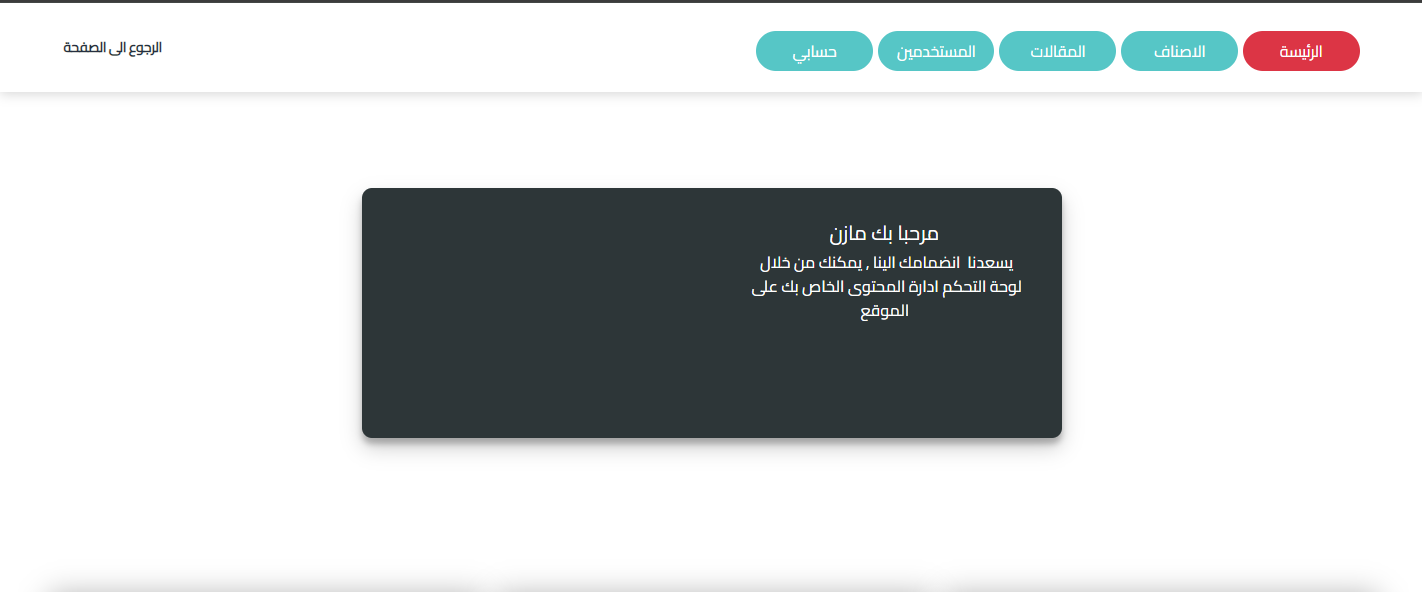 الرئيسة
الاصناف
المقالات
المستخدمين
حسابي
الرجوع الى الصفحة
مرحبا بك مازن
يسعدنا انضمامك الينا , يمكنك من خلال
لوحة التحكم ادارة المحتوى الخاص بك على
الموقع